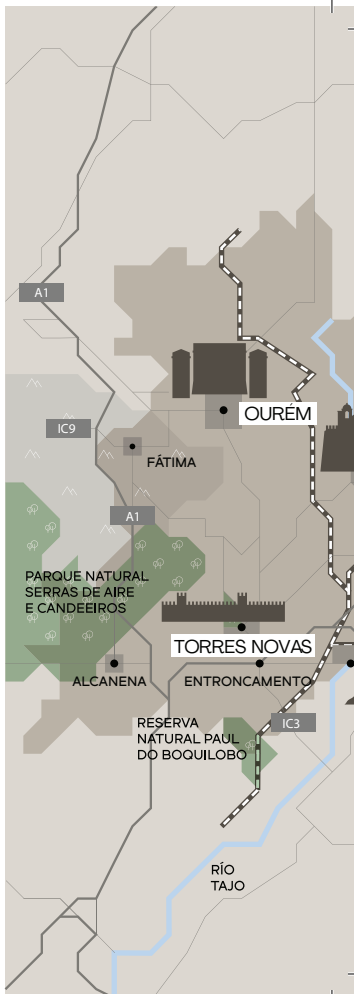 A1
OURÉM
IC9
FÁTIMA
A1
PARQUE NATURAL
SERRAS DE AIRE
E CANDEEIROS
TORRES NOVAS
ALCANENA
ENTRONCAMENTO
RESERVA
NATURAL PAUL
DO BOQUILOBO
IC3
RÍO
TAJO